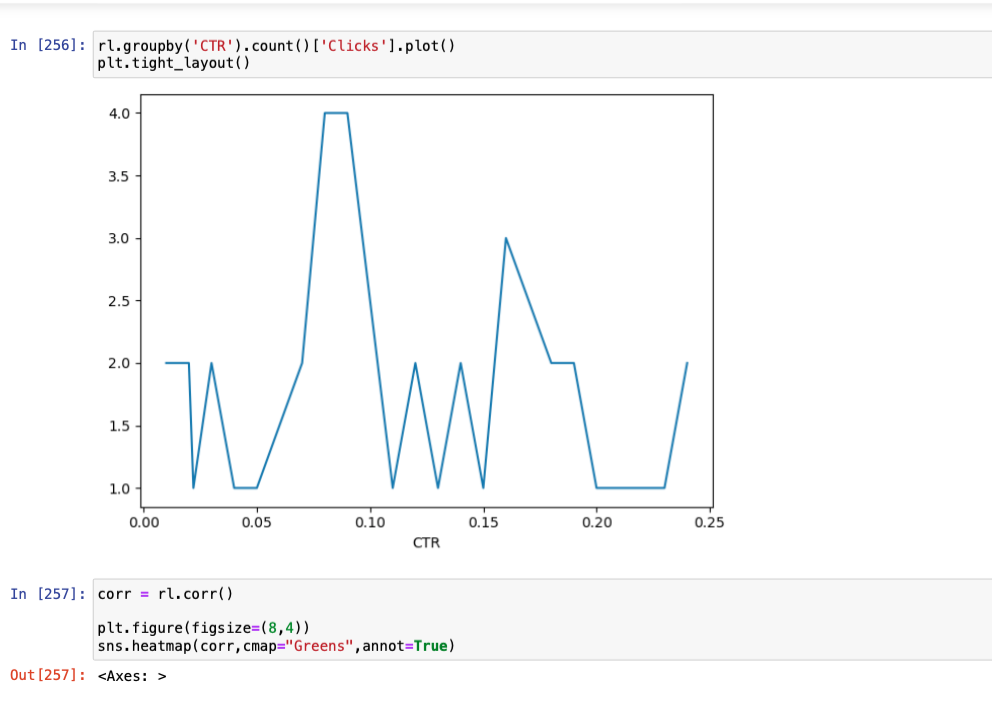 In [256]: rl.groupby('CTR').count()['Clicks'].plot()
plt.tight_layout()
4.0
3.5
3.0
2.5
2.0
1.5
1.0
0.00 0.05 0.10 0.15 0.20 0.25
CTR
In [257]: corr = rl.corr()
plt.figure(figsize=(8,4))
sns.heatmap(corr,cmap="Greens",annot=True)
Out[257]: <Axes: >